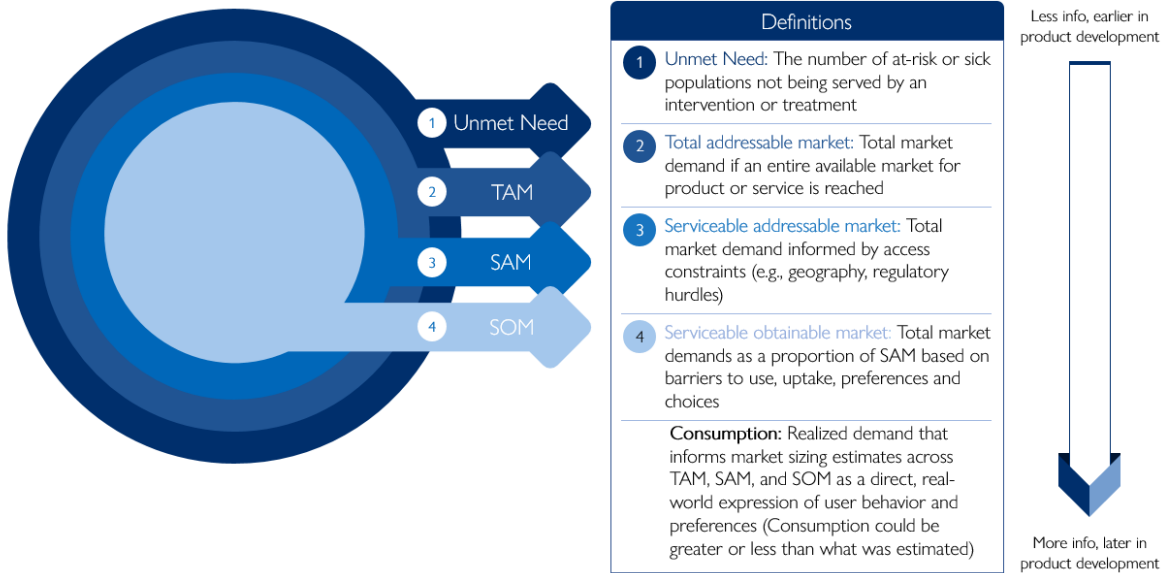 1 Unmet Need
2 TAM
3 SAM
4 SOM
Definitions
1 Unmet Need: The number of at-risk or sick
populations not being served by an
intervention or treatment
2 Total addressable market: Total market
demand if an entire available market for
product or service is reached
3 Serviceable addressable market: Total
market demand informed by access
constraints (e.g., geography, regulatory
hurdles)
4 Serviceable obtainable market: Total market
demands as a proportion of SAM based on
barriers to use, uptake, preferences and
choices
Consumption: Realized demand that
informs market sizing estimates across
TAM, SAM, and SOM as a direct, real-
world expression of user behavior and
preferences (Consumption could be
greater or less than what was estimated)
Less info, earlier in
product development
More info, later in
product development